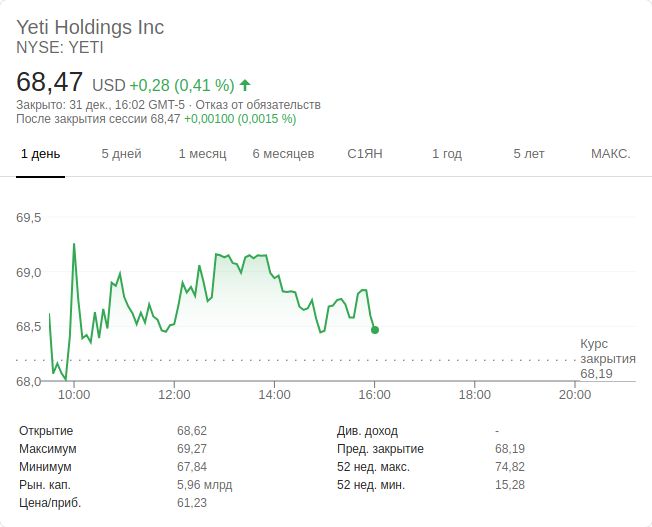 Yeti Holdings Inc
NYSE: YETI
68,47 USD +0,28 (0,41 %)
Закрыто: 31 дек., 16:02 GMT-5 · Отказ от обязательств
После закрытия сессии 68,47 +0,00100 (0,0015 %)
1 день 5 дней 1 месяц 6 месяцев С1ЯН 1 год 5 лет МАКС.
69,5
69,0
68,5
68,0
Курс
закрытия
68,19
10:00 12:00 14:00 16:00 18:00 20:00
Открытие 68,62 Див. доход -
Максимум 69,27 Пред. закрытие 68,19
Минимум 67,84 52 нед. макс. 74,82
Рын. кап. 5,96 млрд 52 нед. мин. 15,28
Цена/приб. 61,23